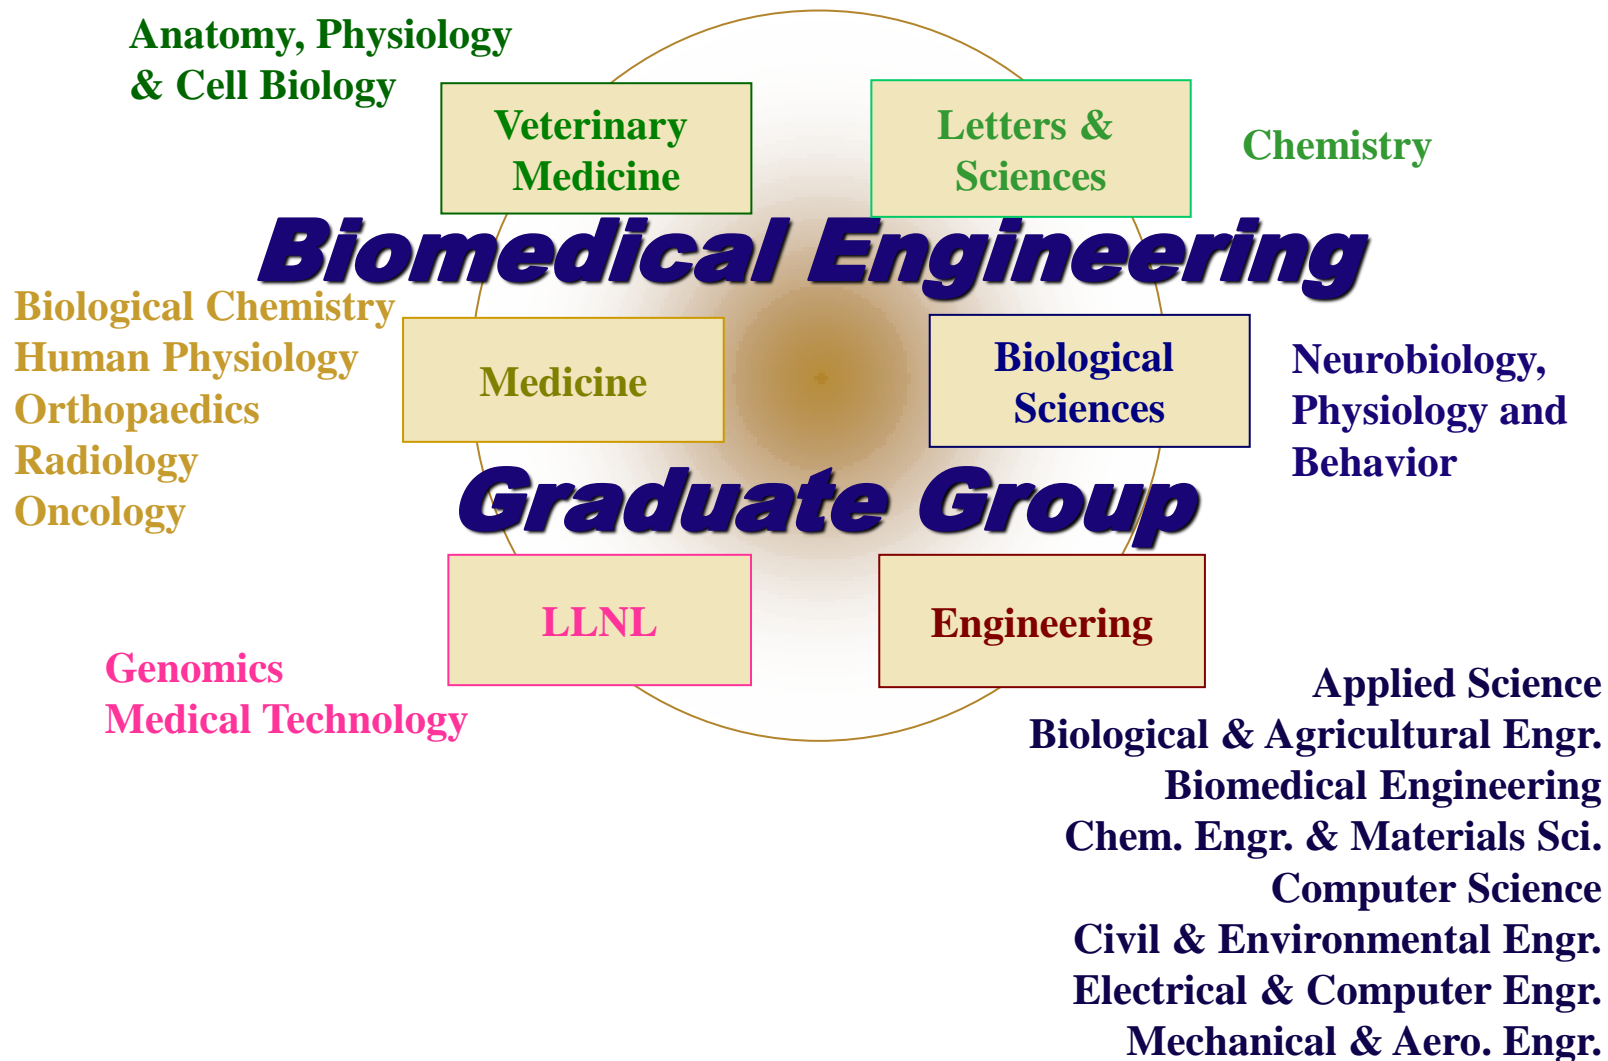 Anatomy, Physiology
& Cell Biology
Veterinary
Medicine
Letters &
Sciences
Chemistry
Biomedical Engineering
Biological Chemistry
Human Physiology
Orthopaedics
Radiology
Oncology
Medicine
Biological
Sciences
Neurobiology,
Physiology and
Behavior
Graduate Group
LLNL
Engineering
Genomics
Medical Technology
Applied Science
Biological & Agricultural Engr.
Biomedical Engineering
Chem. Engr. & Materials Sci.
Computer Science
Civil & Environmental Engr.
Electrical & Computer Engr.
Mechanical & Aero. Engr.